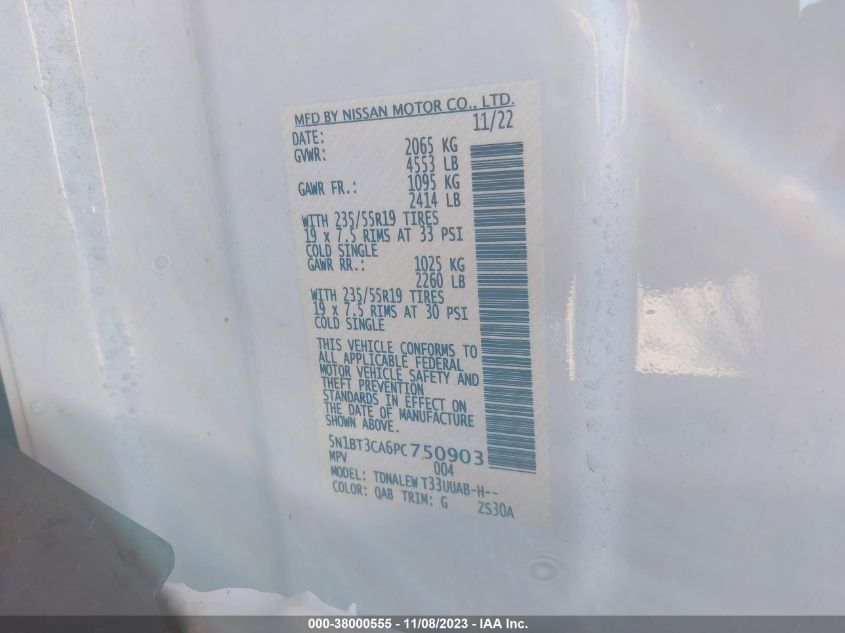 MFD BY NISSAN MOTOR CO., LTD.
DATE: 11/22
GVWR: 2065 KG
4553 LB
GAWR FR.: 1095 KG
2414 LB
WITH 235/55R19 TIRES
19 x 7.5 RIMS AT 33 PSI
COLD SINGLE
GAWR RR.: 1025 KG
2260 LB
WITH 235/55R19 TIRES
19 x 7.5 RIMS AT 30 PSI
COLD SINGLE
THIS VEHICLE CONFORMS TO
ALL APPLICABLE FEDERAL
MOTOR VEHICLE SAFETY AND
THEFT PREVENTION
STANDARDS IN EFFECT ON
THE DATE OF MANUFACTURE
SHOWN ABOVE.
5N1BT3CA6PC750903
MPV 004
MODEL: TDNALEW T33UUAB-H--
COLOR: QAB TRIM: G ZS30A
000-38000555 - 11/08/2023 - IAA Inc.